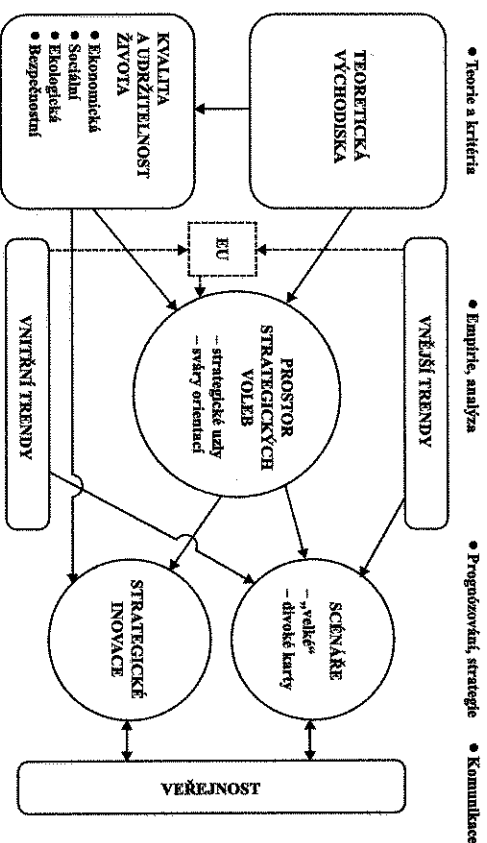 ● Teorie a kritéria
● Empirie, analýza
● Prognózování, strategie
● Komunikace
TEORETICKÁ
VÝCHODISKA
KVALITA
A UDRŽITELNOST
ŽIVOTA
● Ekonomická
● Sociální
● Ekologická
● Bezpečnostní
VNĚJŠÍ TRENDY
EU
PROSTOR
STRATEGICKÝCH
VOLEB
– strategické uzly
– sváry orientací
VNITŘNÍ TRENDY
SCÉNÁŘE
– „velké“
– divoké karty
STRATEGICKÉ
INOVACE
VEŘEJNOST